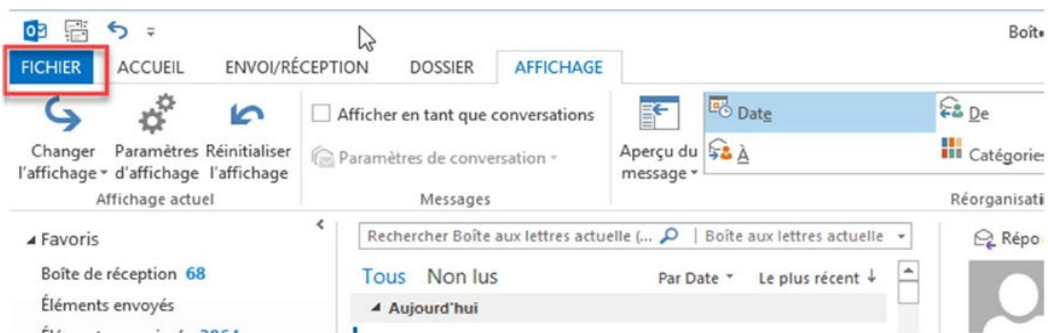 Boîte
FICHIER ACCUEIL ENVOI/RÉCEPTION DOSSIER AFFICHAGE
Afficher en tant que conversations
Date
De
Changer l'affichage
Paramètres d'affichage
Réinitialiser l'affichage
Paramètres de conversation
Aperçu du message
À
Catégories
Affichage actuel
Messages
Réorganisati
Favoris
Rechercher Boîte aux lettres actuelle (... Boîte aux lettres actuelle
Répo
Boîte de réception 68
Tous Non lus Par Date Le plus récent ↓
Éléments envoyés
Aujourd'hui